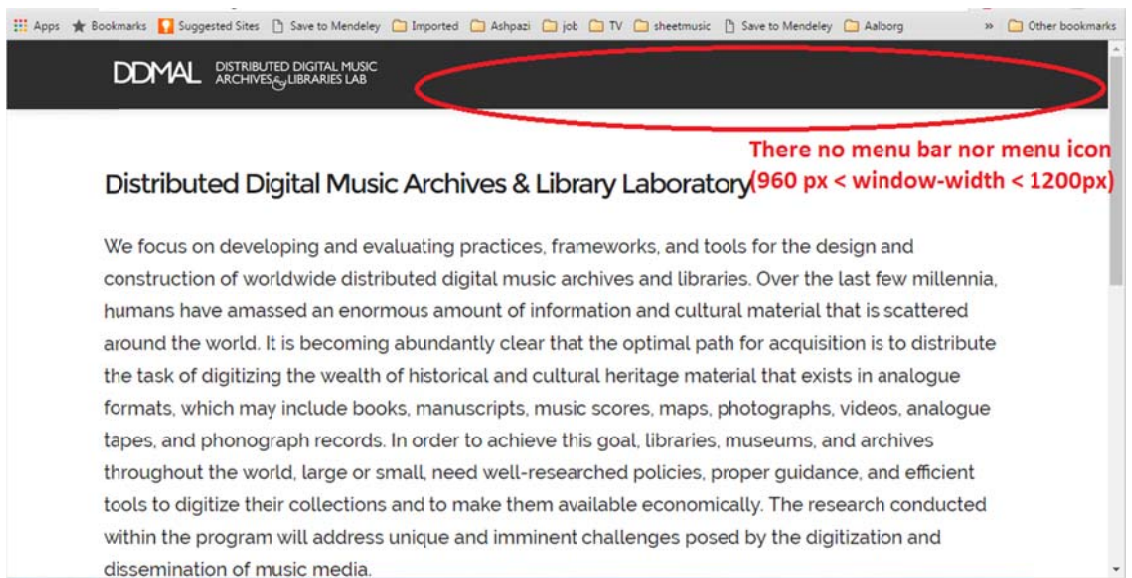 Apps Bookmarks Suggested Sites Save to Mendeley Imported Ashpazi job TV sheetmusic Save to Mendeley Aalborg » Other bookmarks
DDMAL DISTRIBUTED DIGITAL MUSIC
ARCHIVES & LIBRARIES LAB
There no menu bar nor menu icon
(960 px < window-width < 1200px)
Distributed Digital Music Archives & Library Laboratory
We focus on developing and evaluating practices, frameworks, and tools for the design and
construction of worldwide distributed digital music archives and libraries. Over the last few millennia,
humans have amassed an enormous amount of information and cultural material that is scattered
around the world. It is becoming abundantly clear that the optimal path for acquisition is to distribute
the task of digitizing the wealth of historical and cultural heritage material that exists in analogue
formats, which may include books, manuscripts, music scores, maps, photographs, videos, analogue
tapes, and phonograph records. In order to achieve this goal, libraries, museums, and archives
throughout the world, large or small, need well-researched policies, proper guidance, and efficient
tools to digitize their collections and to make them available economically. The research conducted
within the program will address unique and imminent challenges posed by the digitization and
dissemination of music media.